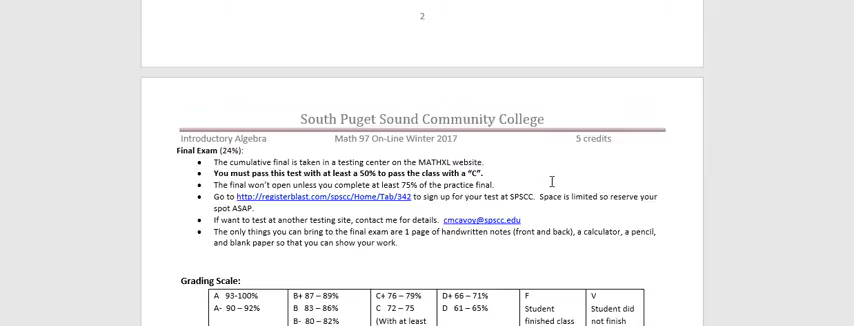 2
South Puget Sound Community College
Introductory Algebra Math 97 On-Line Winter 2017 5 credits
Final Exam (24%):
• The cumulative final is taken in a testing center on the MATHXL website.
• You must pass this test with at least a 50% to pass the class with a “C”.
• The final won’t open unless you complete at least 75% of the practice final.
• Go to http://registerblast.com/spscc/Home/Tab/342 to sign up for your test at SPSCC. Space is limited so reserve your
spot ASAP.
• If want to test at another testing site, contact me for details. cmcavoy@spscc.edu
• The only things you can bring to the final exam are 1 page of handwritten notes (front and back), a calculator, a pencil,
and blank paper so that you can show your work.
Grading Scale:
A 93-100% B+ 87 – 89% C+ 76 – 79% D+ 66 – 71% F V
A- 90 – 92% B 83 – 86% C 72 – 75 D 61 – 65% Student Student did
B- 80 – 82% (With at least finished class not finish